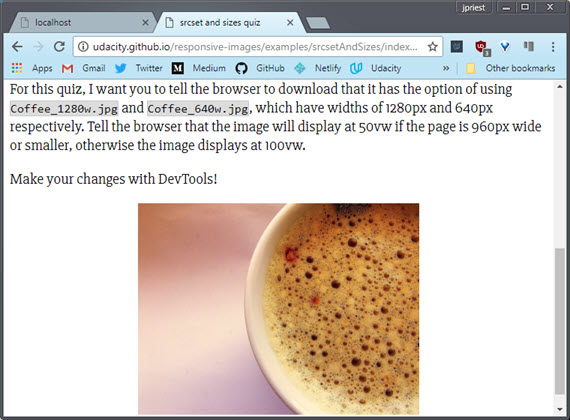 jpriest
localhost
srcset and sizes quiz
udacity.github.io/responsive-images/examples/srcsetAndSizes/index...
3
Apps Gmail Twitter Medium GitHub Netlify Udacity » Other bookmarks
For this quiz, I want you to tell the browser to download that it has the option of using
Coffee_1280w.jpg and Coffee_640w.jpg, which have widths of 1280px and 640px
respectively. Tell the browser that the image will display at 50vw if the page is 960px wide
or smaller, otherwise the image displays at 100vw.
Make your changes with DevTools!